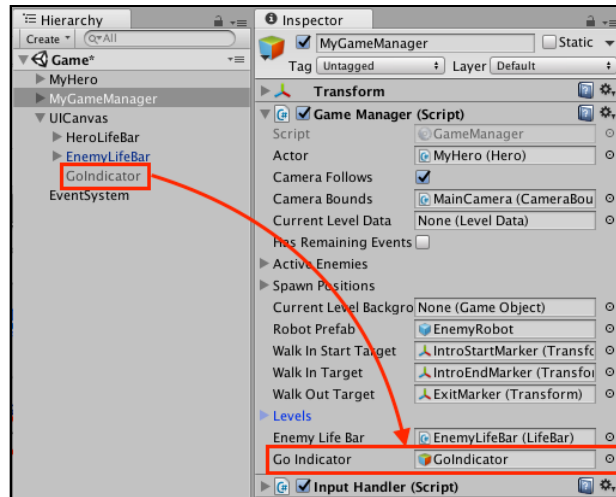 Hierarchy
Create
All
Game*
MyHero
MyGameManager
UICanvas
HeroLifeBar
EnemyLifeBar
GoIndicator
EventSystem
Inspector
MyGameManager Static
Tag Untagged Layer Default
Transform
Game Manager (Script)
Script GameManager
Actor MyHero (Hero)
Camera Follows
Camera Bounds MainCamera (CameraBou
Current Level Data None (Level Data)
Has Remaining Events
Active Enemies
Spawn Positions
Current Level Backgro None (Game Object)
Robot Prefab EnemyRobot
Walk In Start Target IntroStartMarker (Transfo
Walk In Target IntroEndMarker (Transfor
Walk Out Target ExitMarker (Transform)
Levels
Enemy Life Bar EnemyLifeBar (LifeBar)
Go Indicator GoIndicator
Input Handler (Script)